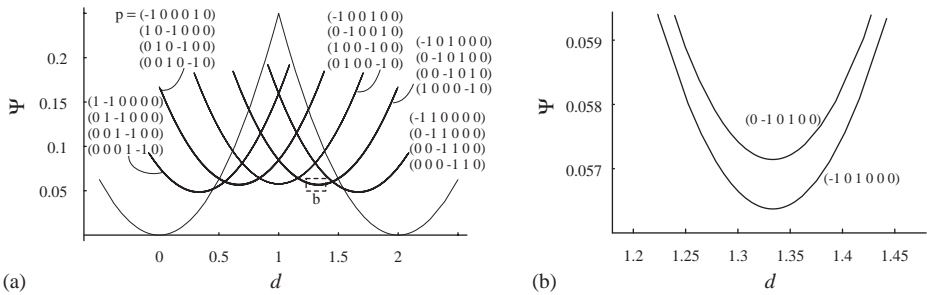 p = (-1 0 0 0 1 0)
(1 0 -1 0 0 0)
(0 1 0 -1 0 0)
(0 0 1 0 -1 0)
(1 -1 0 0 0 0)
(0 1 -1 0 0 0)
(0 0 1 -1 0 0)
(0 0 0 1 -1 0)
(-1 0 0 1 0 0)
(0 -1 0 0 1 0)
(1 0 0 -1 0 0)
(0 1 0 0 -1 0)
(-1 0 1 0 0 0)
(0 -1 0 1 0 0)
(0 0 -1 0 1 0)
(1 0 0 0 -1 0)
(-1 1 0 0 0 0)
(0 -1 1 0 0 0)
(0 0 -1 1 0 0)
(0 0 0 -1 1 0)
0.2
0.15
0.1
0.05
Ψ
b
0 0.5 1 1.5 2
d
(a)
0.059
0.058
0.057
Ψ
(0 -1 0 1 0 0)
(-1 0 1 0 0 0)
1.2 1.25 1.3 1.35 1.4 1.45
d
(b)